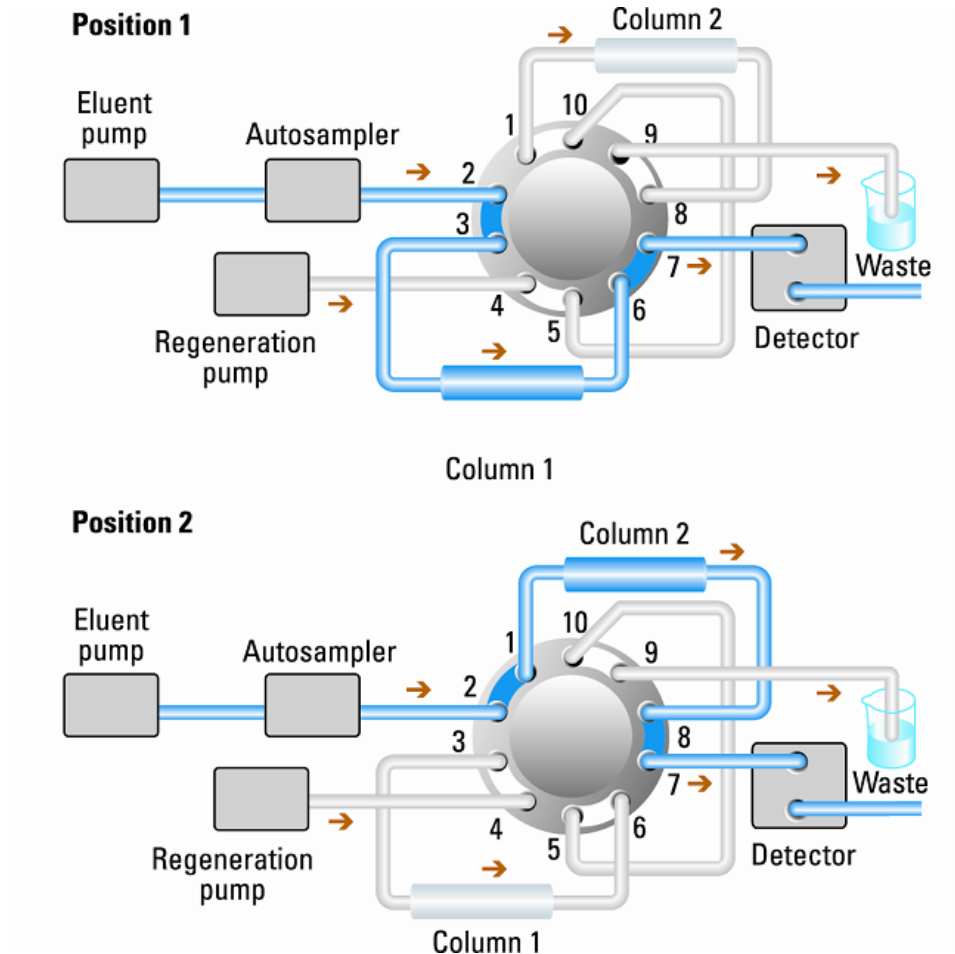 Position 1
Column 2
Eluent
pump
Autosampler
1
10
9
2
3
8
Waste
7
4
5
6
Regeneration
pump
Detector
Column 1
Position 2
Column 2
Eluent
pump
Autosampler
1
10
9
2
3
8
Waste
7
4
5
6
Regeneration
pump
Detector
Column 1